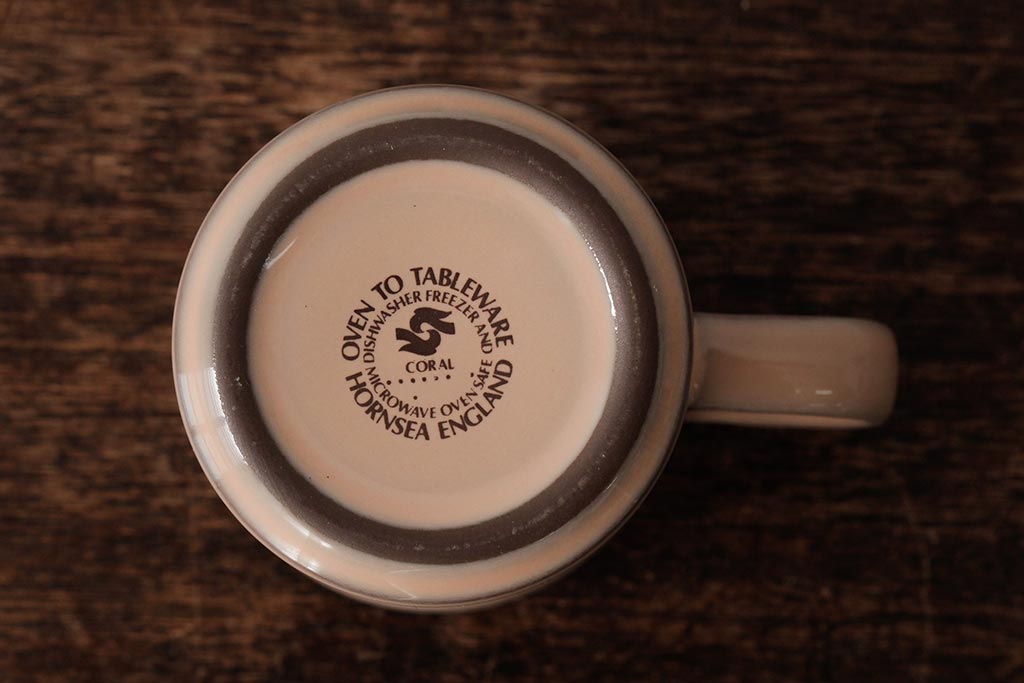 OVEN TO TABLEWARE
DISHWASHER FREEZER AND
CORAL
MICROWAVE OVEN SAFE
HORNSEA ENGLAND